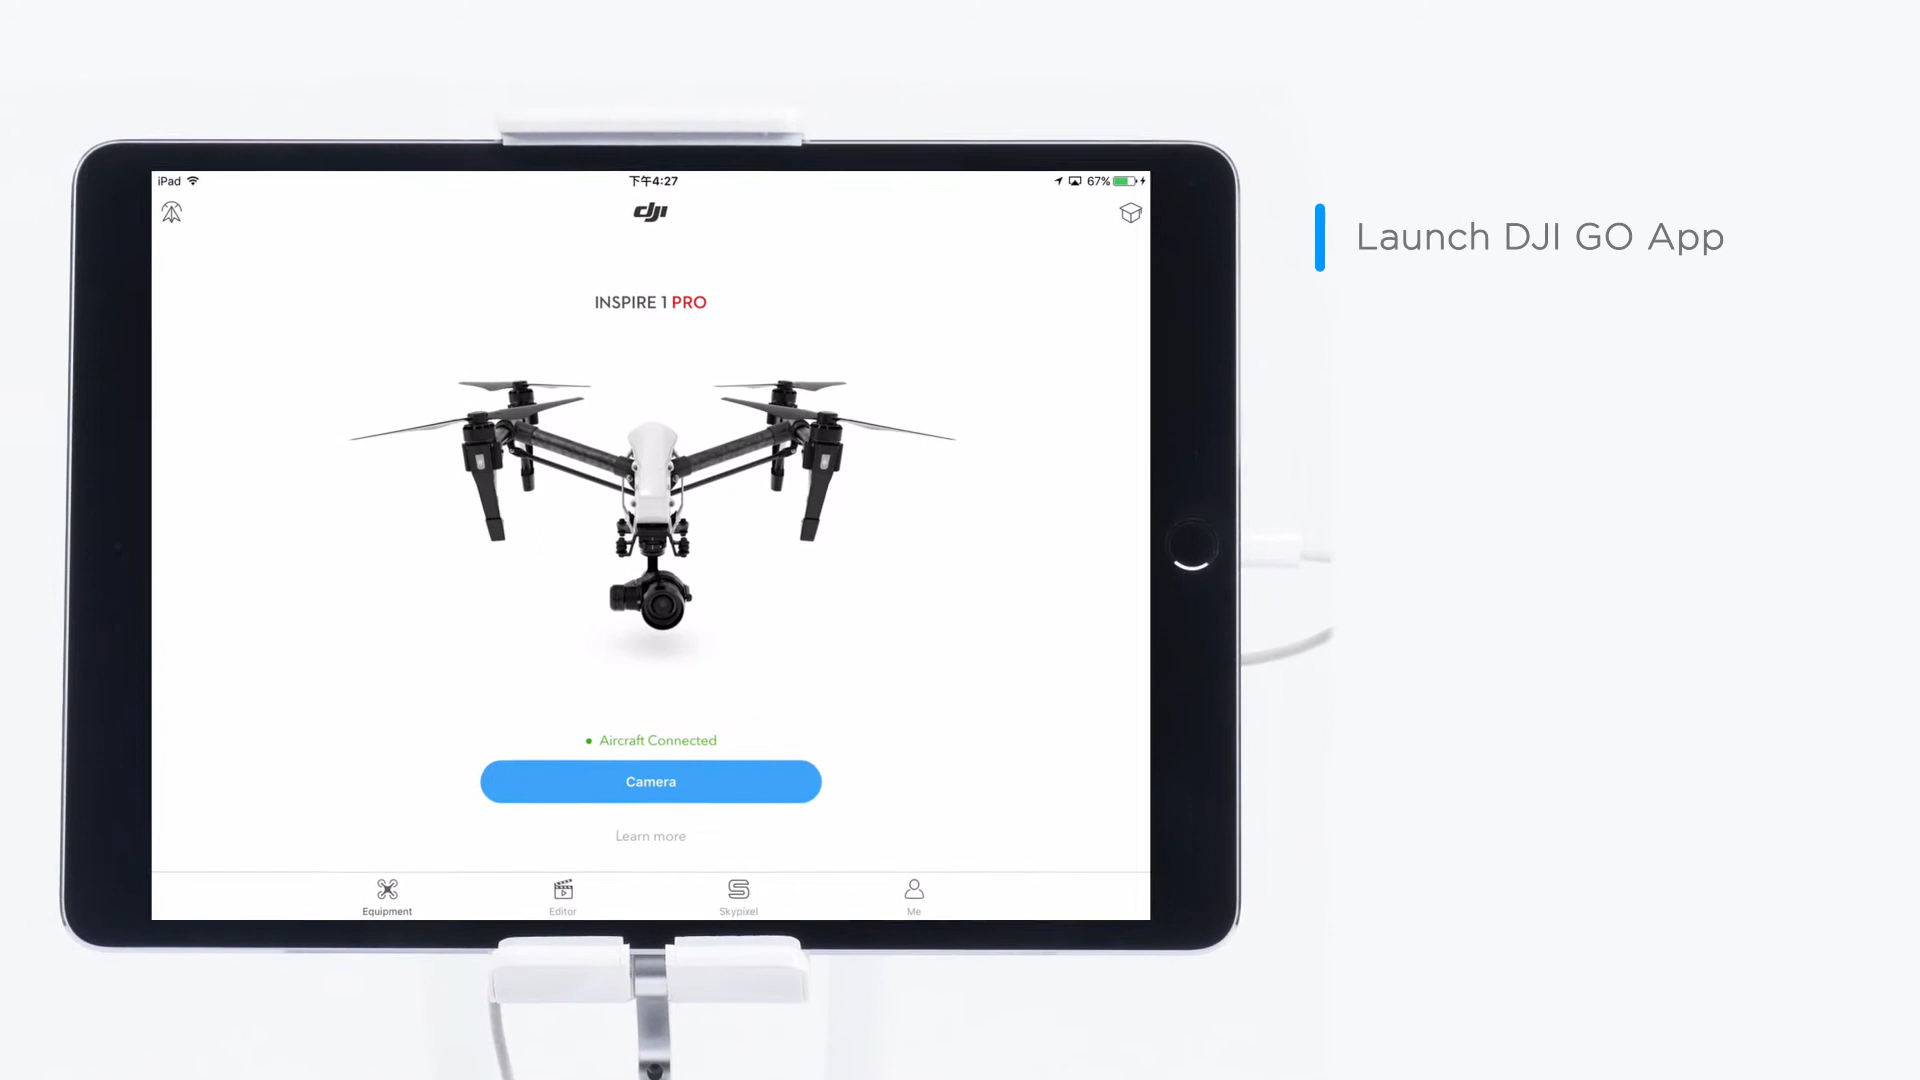 iPad
下午4:27
67%
dji
Launch DJI GO App
INSPIRE 1 PRO
Aircraft Connected
Camera
Learn more
Equipment
Editor
Skypixel
Me